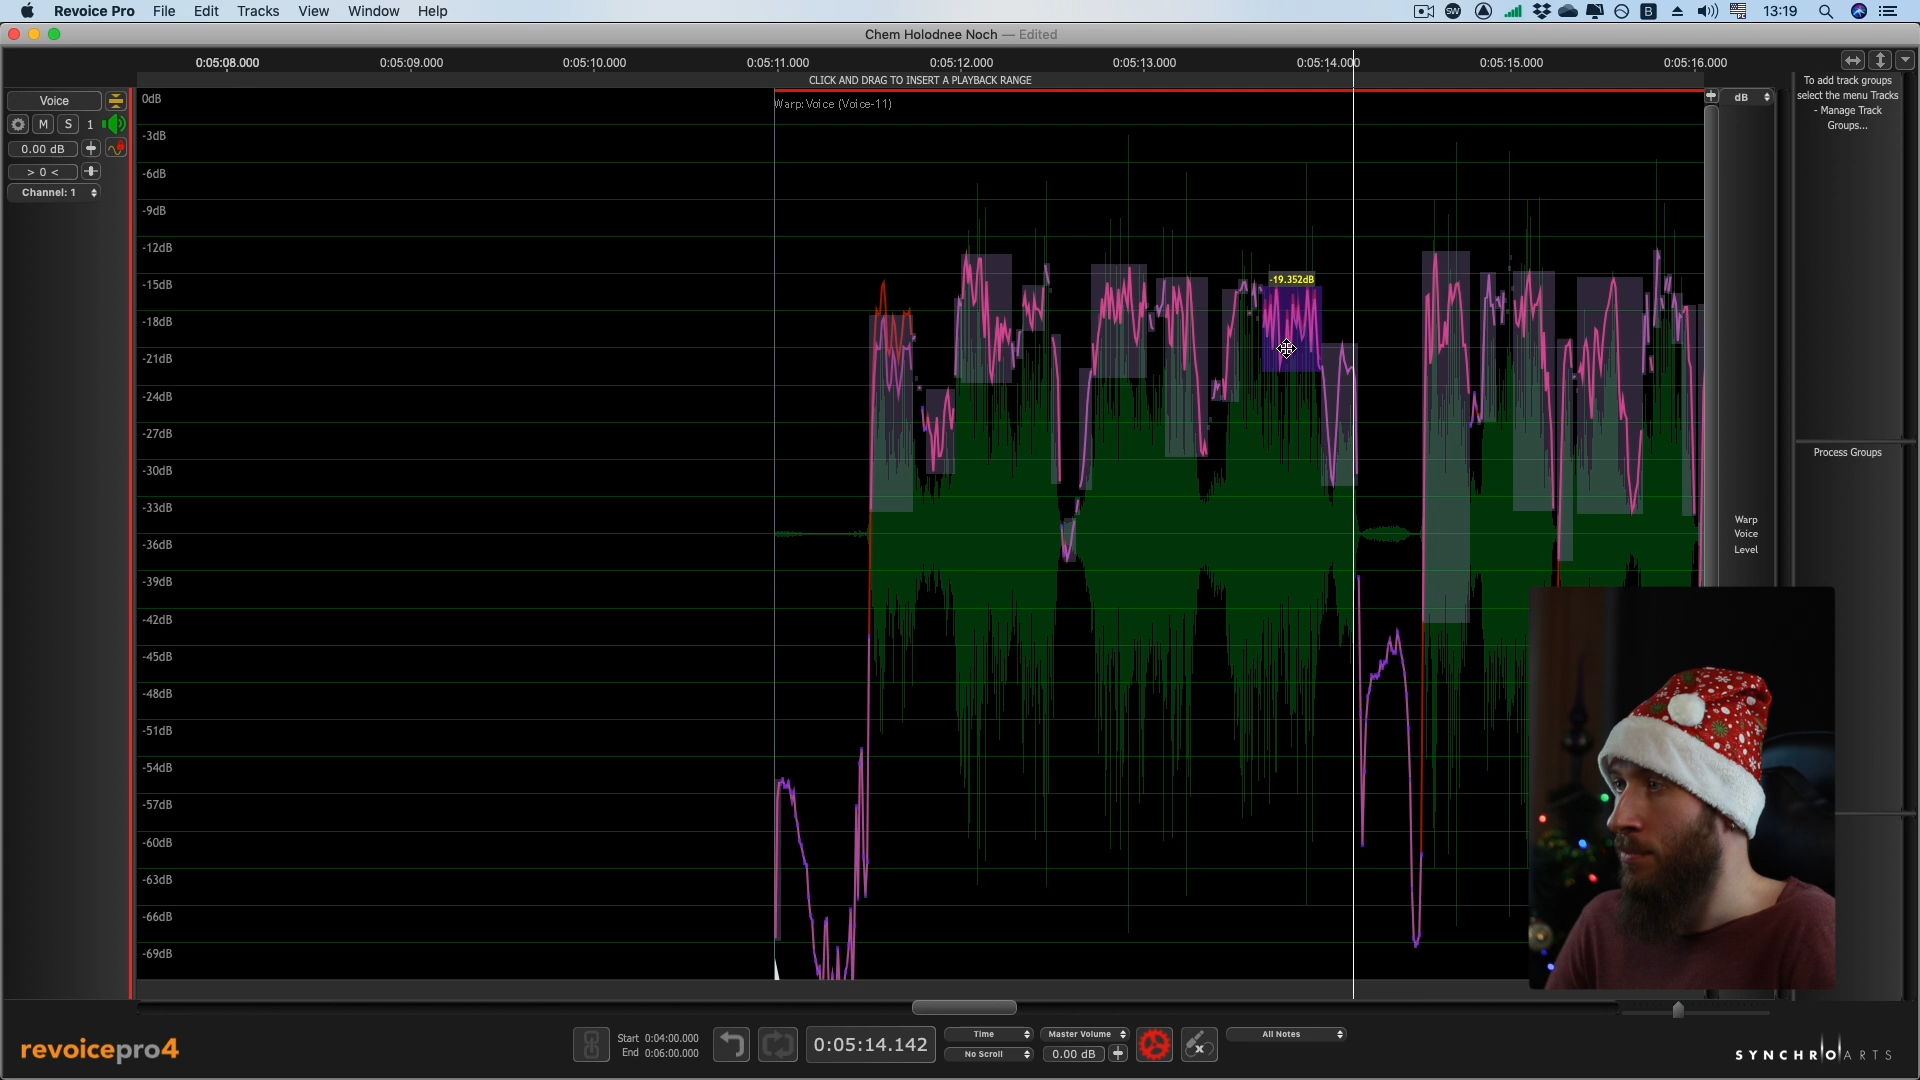 Revoice Pro File Edit Tracks View Window Help
SW B 13:19
Chem Holodnee Noch — Edited
0:05:08.000 0:05:09.000 0:05:10.000 0:05:11.000 0:05:12.000 0:05:13.000 0:05:14.000 0:05:15.000 0:05:16.000
CLICK AND DRAG TO INSERT A PLAYBACK RANGE
To add track groups
select the menu Tracks
- Manage Track
Groups...
Voice
M S 1
0.00 dB
> 0 <
Channel: 1
Warp: Voice (Voice-11)
dB
0dB
-3dB
-6dB
-9dB
-12dB
-15dB
-18dB
-21dB
-24dB
-27dB
-30dB
-33dB
-36dB
-39dB
-42dB
-45dB
-48dB
-51dB
-54dB
-57dB
-60dB
-63dB
-66dB
-69dB
-19.352dB
Process Groups
Warp
Voice
Level
revoicepro4
Start 0:04:00.000
End 0:06:00.000
0:05:14.142
Time
No Scroll
Master Volume
0.00 dB
All Notes
SYNCHRO ARTS